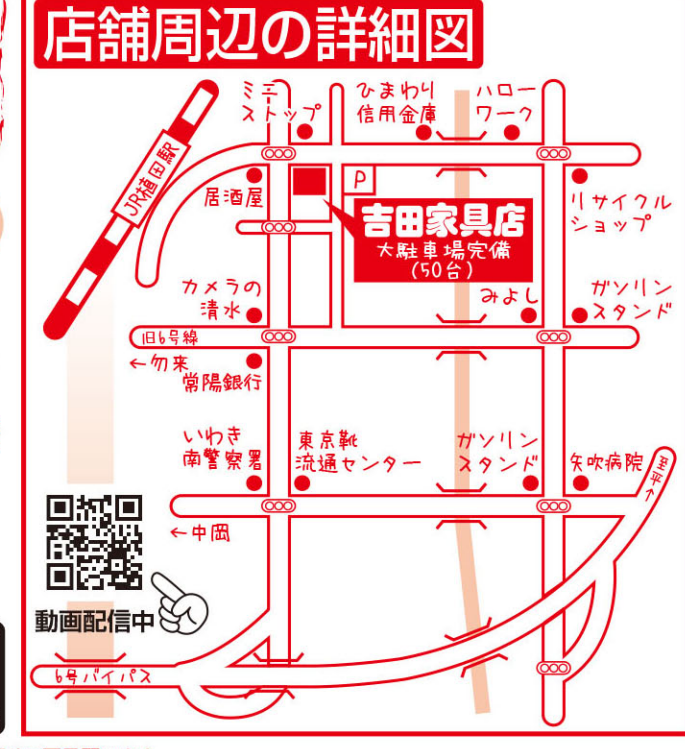 店舗周辺の詳細図
ミニ
ストップ
ひまわり
信用金庫
ハロー
ワーク
JR植田駅
居酒屋
P
リサイクル
ショップ
吉田家具店
大駐車場完備
(50台)
カメラの
清水
みよし
ガソリン
スタンド
旧6号線
←勿来
常陽銀行
いわき
南警察署
東京靴
流通センター
ガソリン
スタンド
矢吹病院
至平→
←中岡
動画配信中
6号バイパス